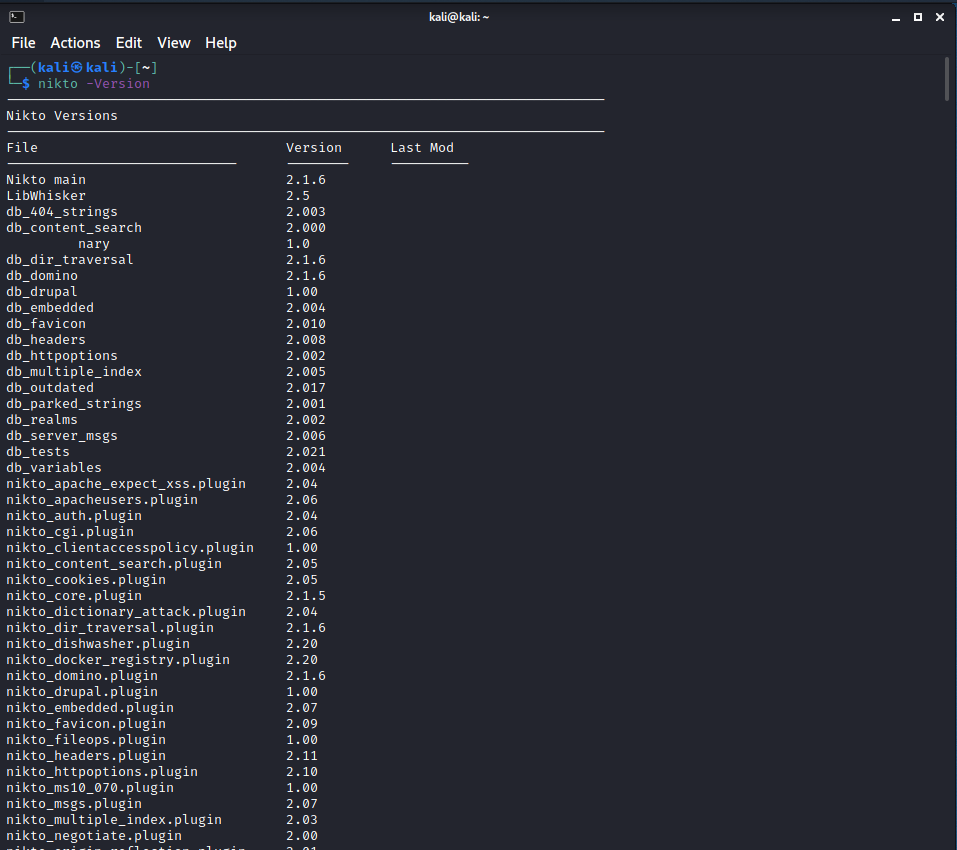 kali@kali: ~
File Actions Edit View Help
(kali㉿kali)-[~]
$ nikto -Version
Nikto Versions
File Version Last Mod
Nikto main 2.1.6
LibWhisker 2.5
db_404_strings 2.003
db_content_search 2.000
nary 1.0
db_dir_traversal 2.1.6
db_domino 2.1.6
db_drupal 1.00
db_embedded 2.004
db_favicon 2.010
db_headers 2.008
db_httpoptions 2.002
db_multiple_index 2.005
db_outdated 2.017
db_parked_strings 2.001
db_realms 2.002
db_server_msgs 2.006
db_tests 2.021
db_variables 2.004
nikto_apache_expect_xss.plugin 2.04
nikto_apacheusers.plugin 2.06
nikto_auth.plugin 2.04
nikto_cgi.plugin 2.06
nikto_clientaccesspolicy.plugin 1.00
nikto_content_search.plugin 2.05
nikto_cookies.plugin 2.05
nikto_core.plugin 2.1.5
nikto_dictionary_attack.plugin 2.04
nikto_dir_traversal.plugin 2.1.6
nikto_dishwasher.plugin 2.20
nikto_docker_registry.plugin 2.20
nikto_domino.plugin 2.1.6
nikto_drupal.plugin 1.00
nikto_embedded.plugin 2.07
nikto_favicon.plugin 2.09
nikto_fileops.plugin 1.00
nikto_headers.plugin 2.11
nikto_httpoptions.plugin 2.10
nikto_ms10_070.plugin 1.00
nikto_msgs.plugin 2.07
nikto_multiple_index.plugin 2.03
nikto_negotiate.plugin 2.00
nikto_origin_reflection.plugin 2.01